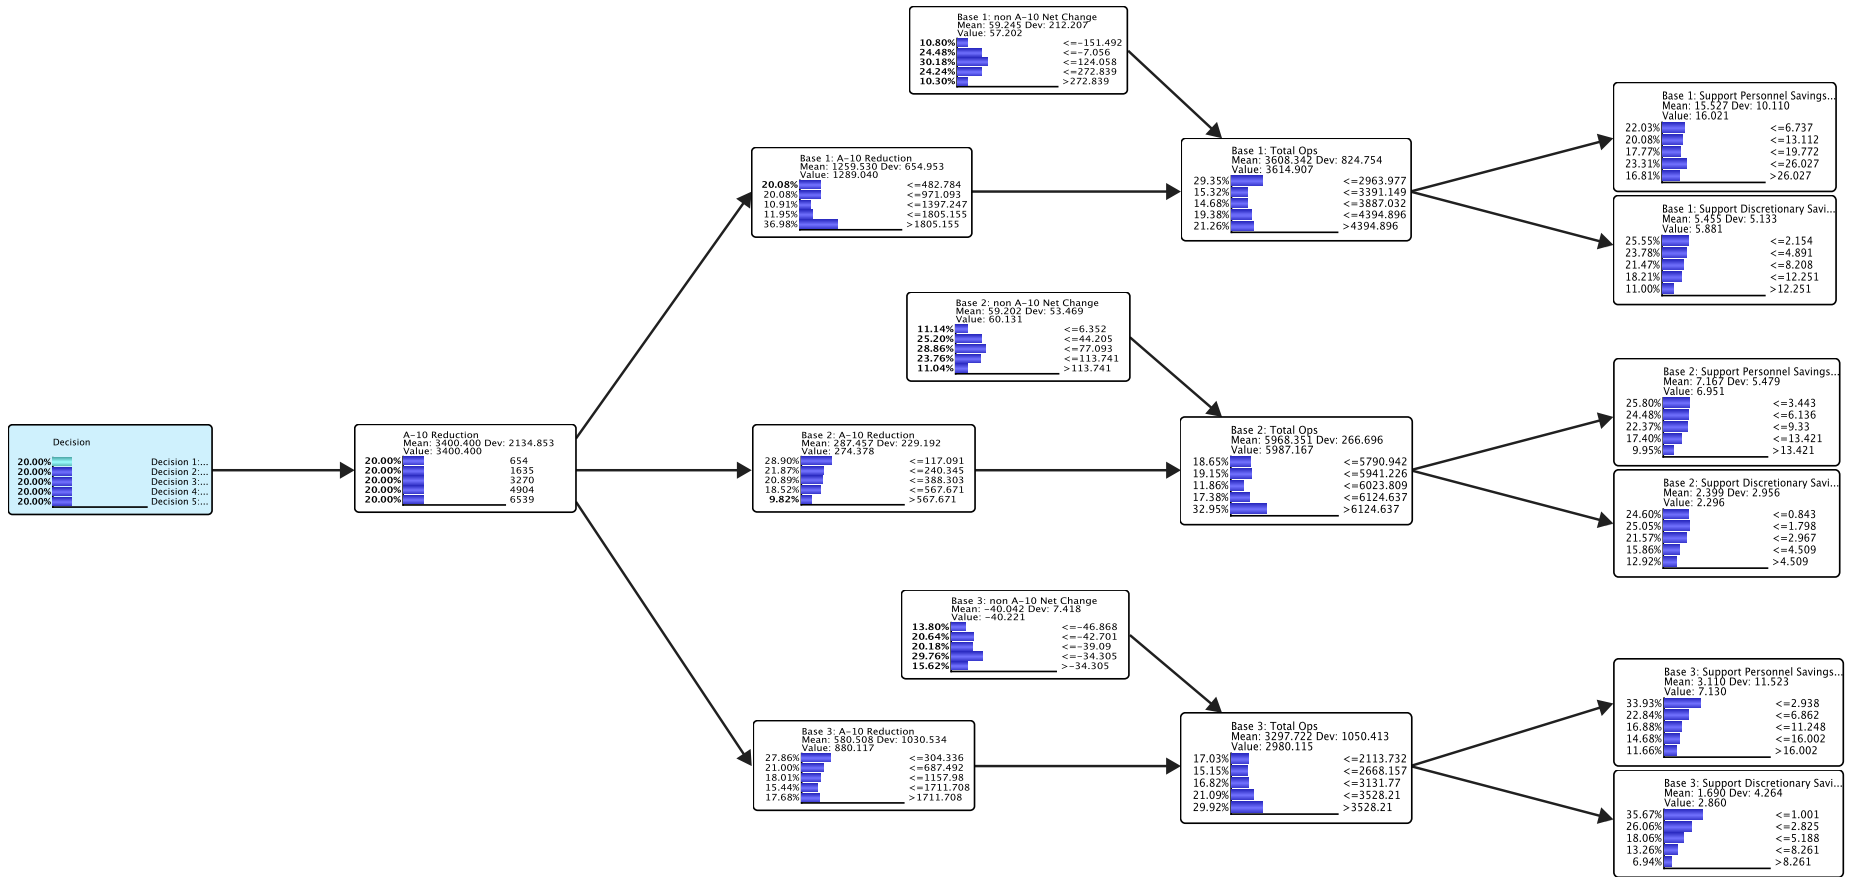 Decision
20.00% Decision 1:...
20.00% Decision 2:...
20.00% Decision 3:...
20.00% Decision 4:...
20.00% Decision 5:...
A-10 Reduction
Mean: 3400.400 Dev: 2134.853
Value: 3400.400
20.00% 654
20.00% 1635
20.00% 3270
20.00% 4904
20.00% 6539
Base 1: non A-10 Net Change
Mean: 59.245 Dev: 212.207
Value: 57.202
10.80% <=-151.492
24.48% <=-7.056
30.18% <=124.058
24.24% <=272.839
10.30% >272.839
Base 1: A-10 Reduction
Mean: 1259.530 Dev: 654.953
Value: 1289.040
20.08% <=482.784
20.08% <=971.093
10.91% <=1397.247
11.95% <=1805.155
36.98% >1805.155
Base 1: Total Ops
Mean: 3608.342 Dev: 824.754
Value: 3614.907
29.35% <=2963.977
15.32% <=3391.149
14.68% <=3887.032
19.38% <=4394.896
21.26% >4394.896
Base 1: Support Personnel Savings...
Mean: 15.527 Dev: 10.110
Value: 16.021
22.03% <=6.737
20.08% <=13.112
17.77% <=19.772
23.31% <=26.027
16.81% >26.027
Base 1: Support Discretionary Savi...
Mean: 5.455 Dev: 5.133
Value: 5.881
25.55% <=2.154
23.78% <=4.891
21.47% <=8.208
18.21% <=12.251
11.00% >12.251
Base 2: non A-10 Net Change
Mean: 59.202 Dev: 53.469
Value: 60.131
11.14% <=6.352
25.20% <=44.205
28.86% <=77.093
23.76% <=113.741
11.04% >113.741
Base 2: A-10 Reduction
Mean: 287.457 Dev: 229.192
Value: 274.378
28.90% <=117.091
21.87% <=240.345
20.89% <=388.303
18.52% <=567.671
9.82% >567.671
Base 2: Total Ops
Mean: 5968.351 Dev: 266.696
Value: 5987.167
18.65% <=5790.942
19.15% <=5941.226
11.86% <=6023.809
17.38% <=6124.637
32.95% >6124.637
Base 2: Support Personnel Savings...
Mean: 7.167 Dev: 5.479
Value: 6.951
25.80% <=3.443
24.48% <=6.136
22.37% <=9.33
17.40% <=13.421
9.95% >13.421
Base 2: Support Discretionary Savi...
Mean: 2.399 Dev: 2.956
Value: 2.296
24.60% <=0.843
25.05% <=1.798
21.57% <=2.967
15.86% <=4.509
12.92% >4.509
Base 3: non A-10 Net Change
Mean: -40.042 Dev: 7.418
Value: -40.221
13.80% <=-46.868
20.64% <=-42.701
20.18% <=-39.09
29.76% <=-34.305
15.62% >-34.305
Base 3: A-10 Reduction
Mean: 580.508 Dev: 1030.534
Value: 880.117
27.86% <=304.336
21.00% <=687.492
18.01% <=1157.98
15.44% <=1711.708
17.68% >1711.708
Base 3: Total Ops
Mean: 3297.722 Dev: 1050.413
Value: 2980.115
17.03% <=2113.732
15.15% <=2668.157
16.82% <=3131.77
21.09% <=3528.21
29.92% >3528.21
Base 3: Support Personnel Savings...
Mean: 3.110 Dev: 11.523
Value: 7.130
33.93% <=2.938
22.84% <=6.862
16.88% <=11.248
14.68% <=16.002
11.66% >16.002
Base 3: Support Discretionary Savi...
Mean: 1.690 Dev: 4.264
Value: 2.860
35.67% <=1.001
26.06% <=2.825
18.06% <=5.188
13.26% <=8.261
6.94% >8.261